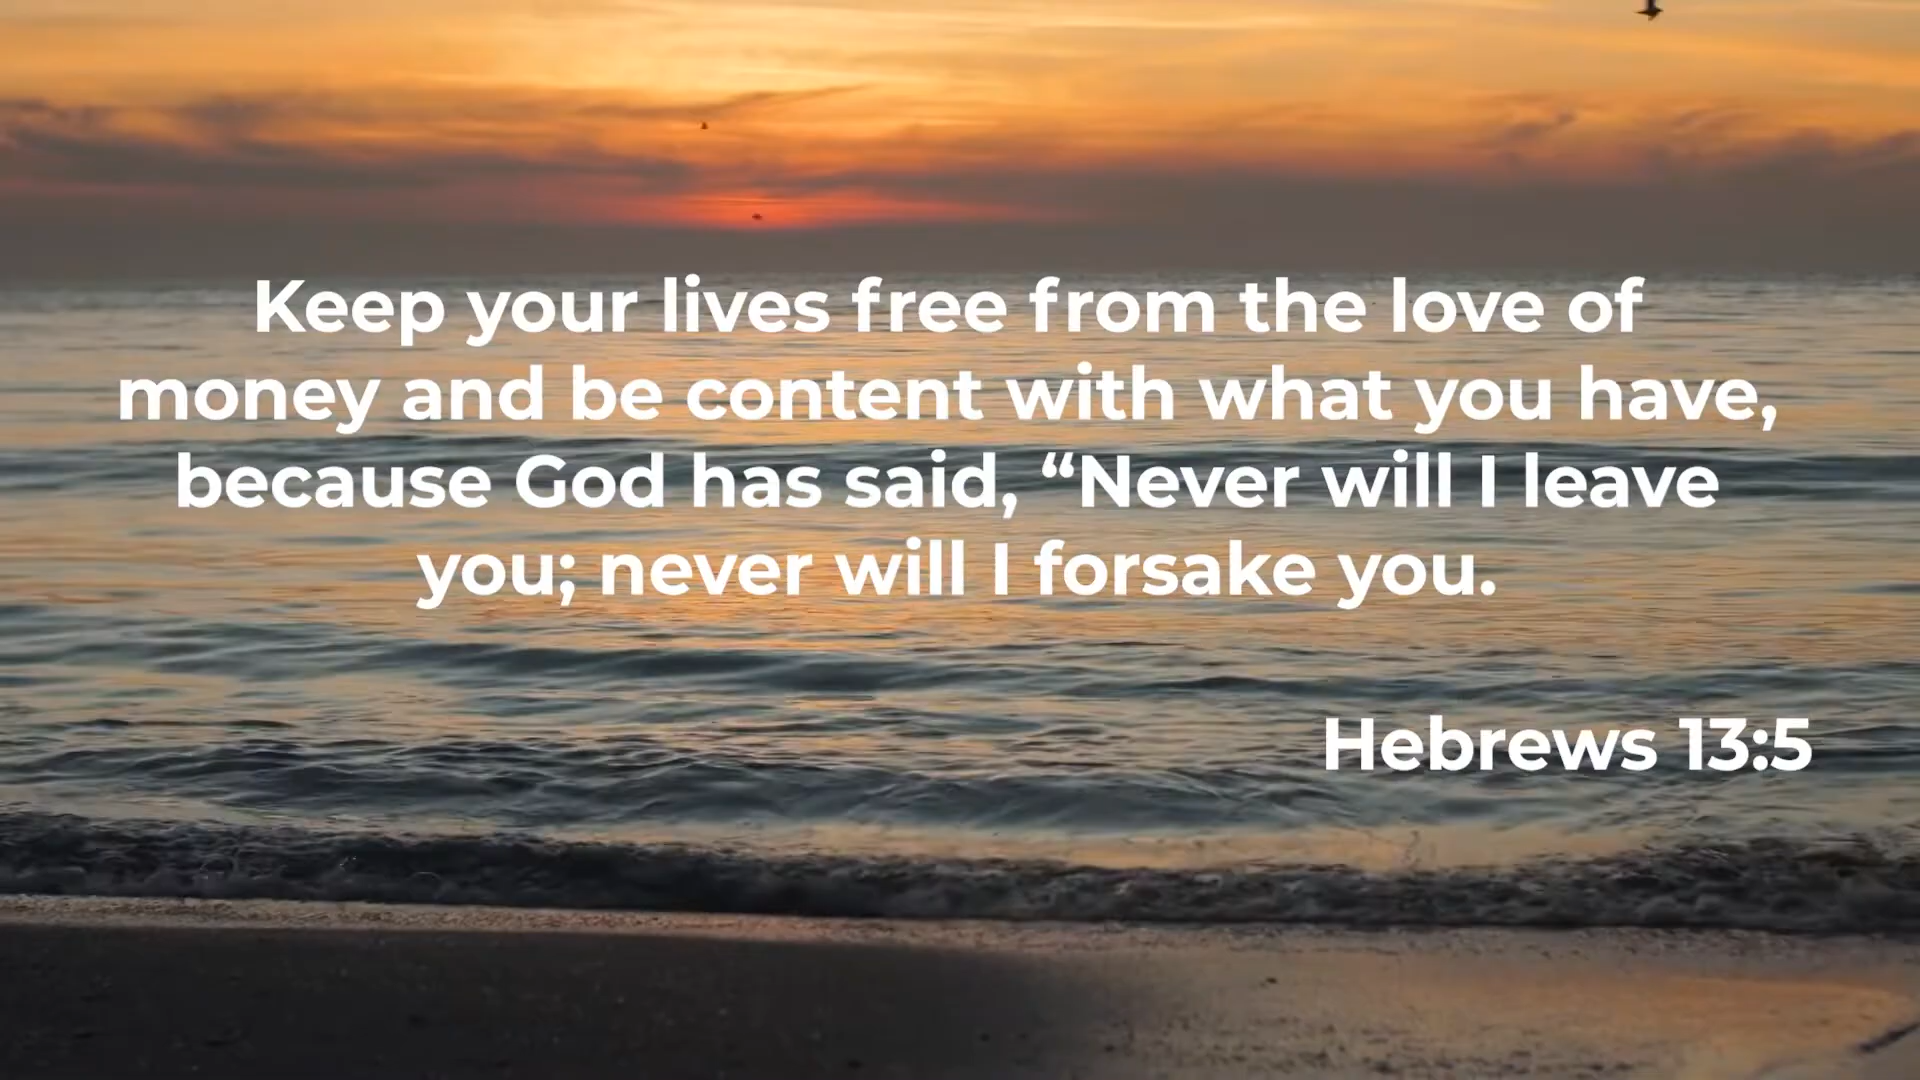 Keep your lives free from the love of
money and be content with what you have,
because God has said, “Never will I leave
you; never will I forsake you.
Hebrews 13:5